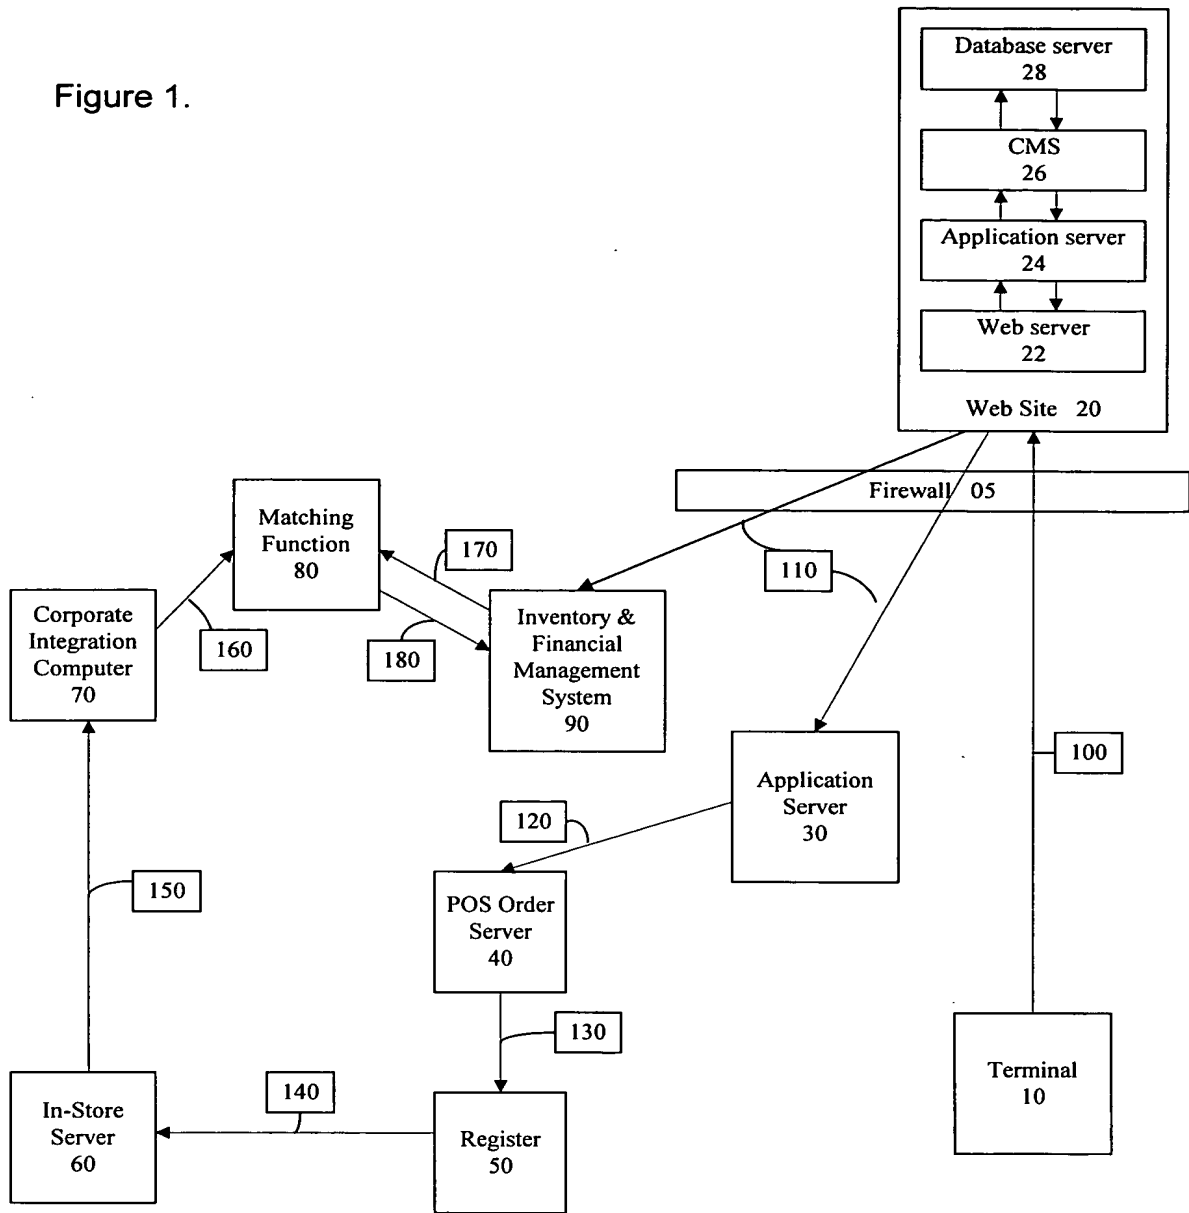 Figure 1.
Database server
28
CMS
26
Application server
24
Web server
22
Web Site 20
Firewall 05
Matching
Function
80
170
110
Corporate
Integration
Computer
70
160
180
Inventory &
Financial
Management
System
90
100
Application
Server
30
120
150
POS Order
Server
40
130
Terminal
10
In-Store
Server
60
140
Register
50